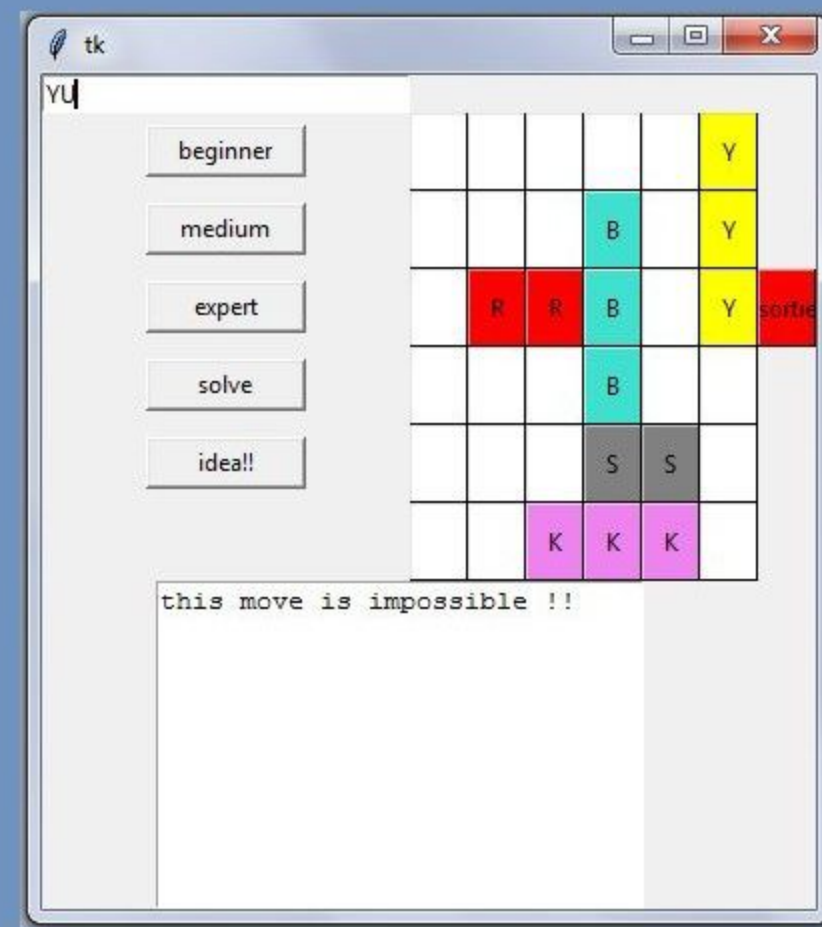 tk
YU
beginner Y
medium B Y
expert R R B Y sortie
solve B
idea!! S S
K K K
this move is impossible !!